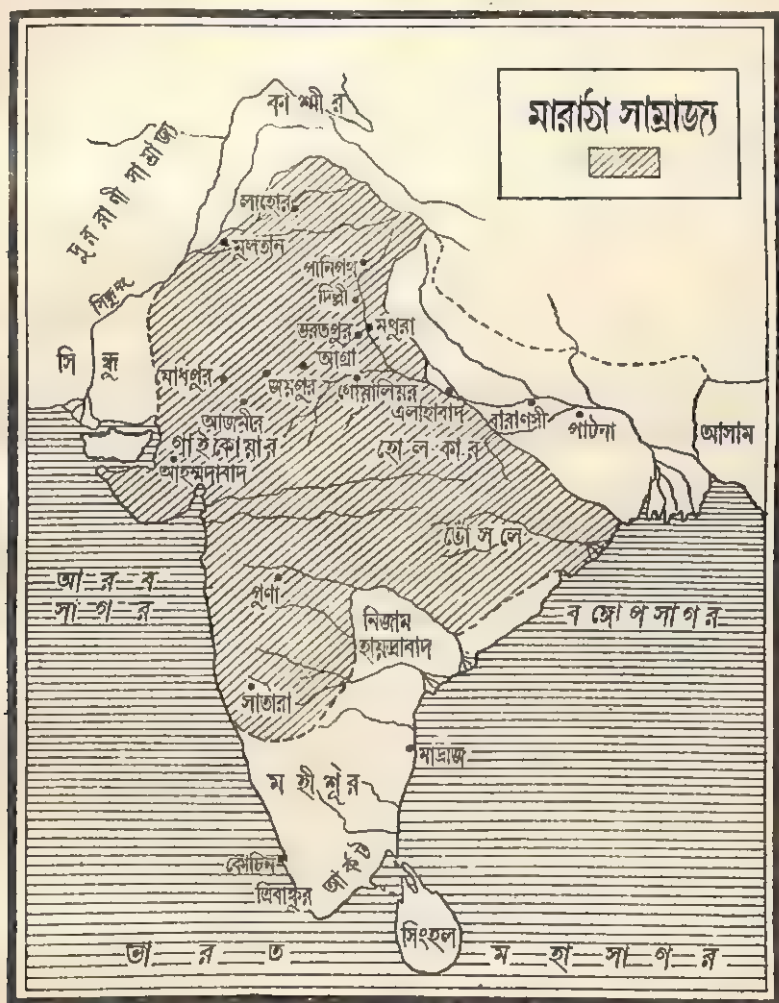 মারাঠা সাম্রাজ্য
কাশ্মীর
দুররাণী সাম্রাজ্য
লাহোর
মুলতান
পানিপথ
দিল্লী
সিন্ধু নঃ
ভরতপুর
মথুরা
আগ্রা
সিন্ধু
যোধপুর
জয়পুর
গোয়ালিয়র
এলাহাবাদ
বারাণসী
পাটনা
আসাম
আজমীর
গাইকোয়ার
হোলকার
আহম্মদাবাদ
ভোঁসলে
আরব
সাগর
পুণা
নিজাম
হায়দ্রাবাদ
বঙ্গোপসাগর
সাতারা
মাদ্রাজ
মহীশূর
কোচিন
আর্কট
ত্রিবাঙ্কুর
সিংহল
ভারত মহাসাগর